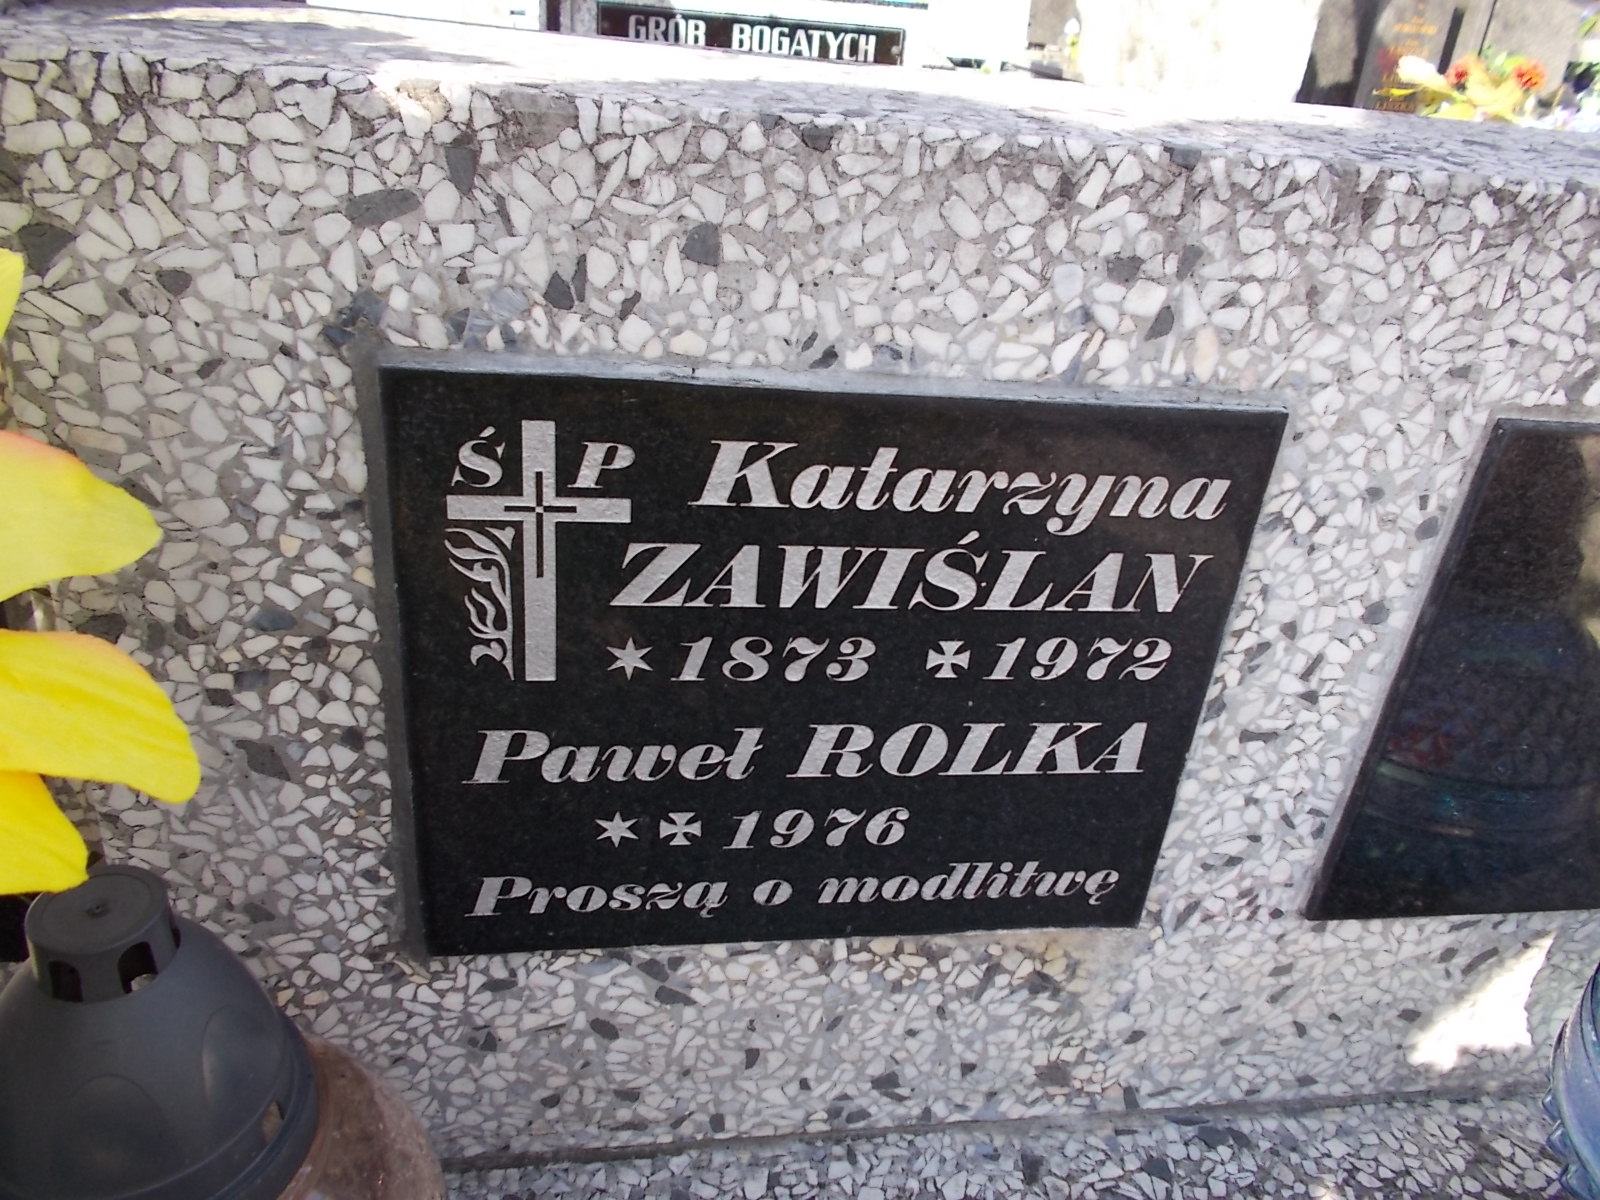 GRÓB BOGATYCH
Ś P Katarzyna
ZAWIŚLAN
* 1873 ✠ 1972
Paweł ROLKA
* ✠ 1976
Proszą o modlitwę